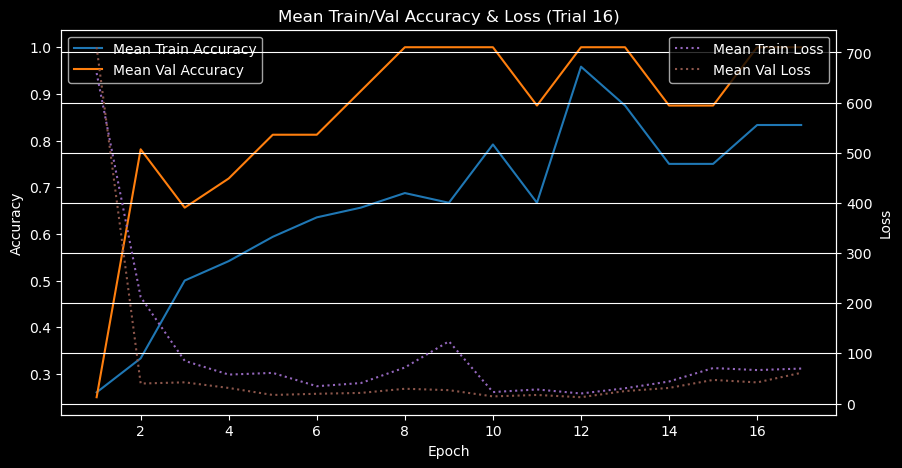 Mean Train/Val Accuracy & Loss (Trial 16)
Mean Train Accuracy
Mean Val Accuracy
Mean Train Loss
Mean Val Loss
1.0
0.9
0.8
0.7
0.6
0.5
0.4
0.3
Accuracy
700
600
500
400
300
200
100
0
Loss
2 4 6 8 10 12 14 16
Epoch